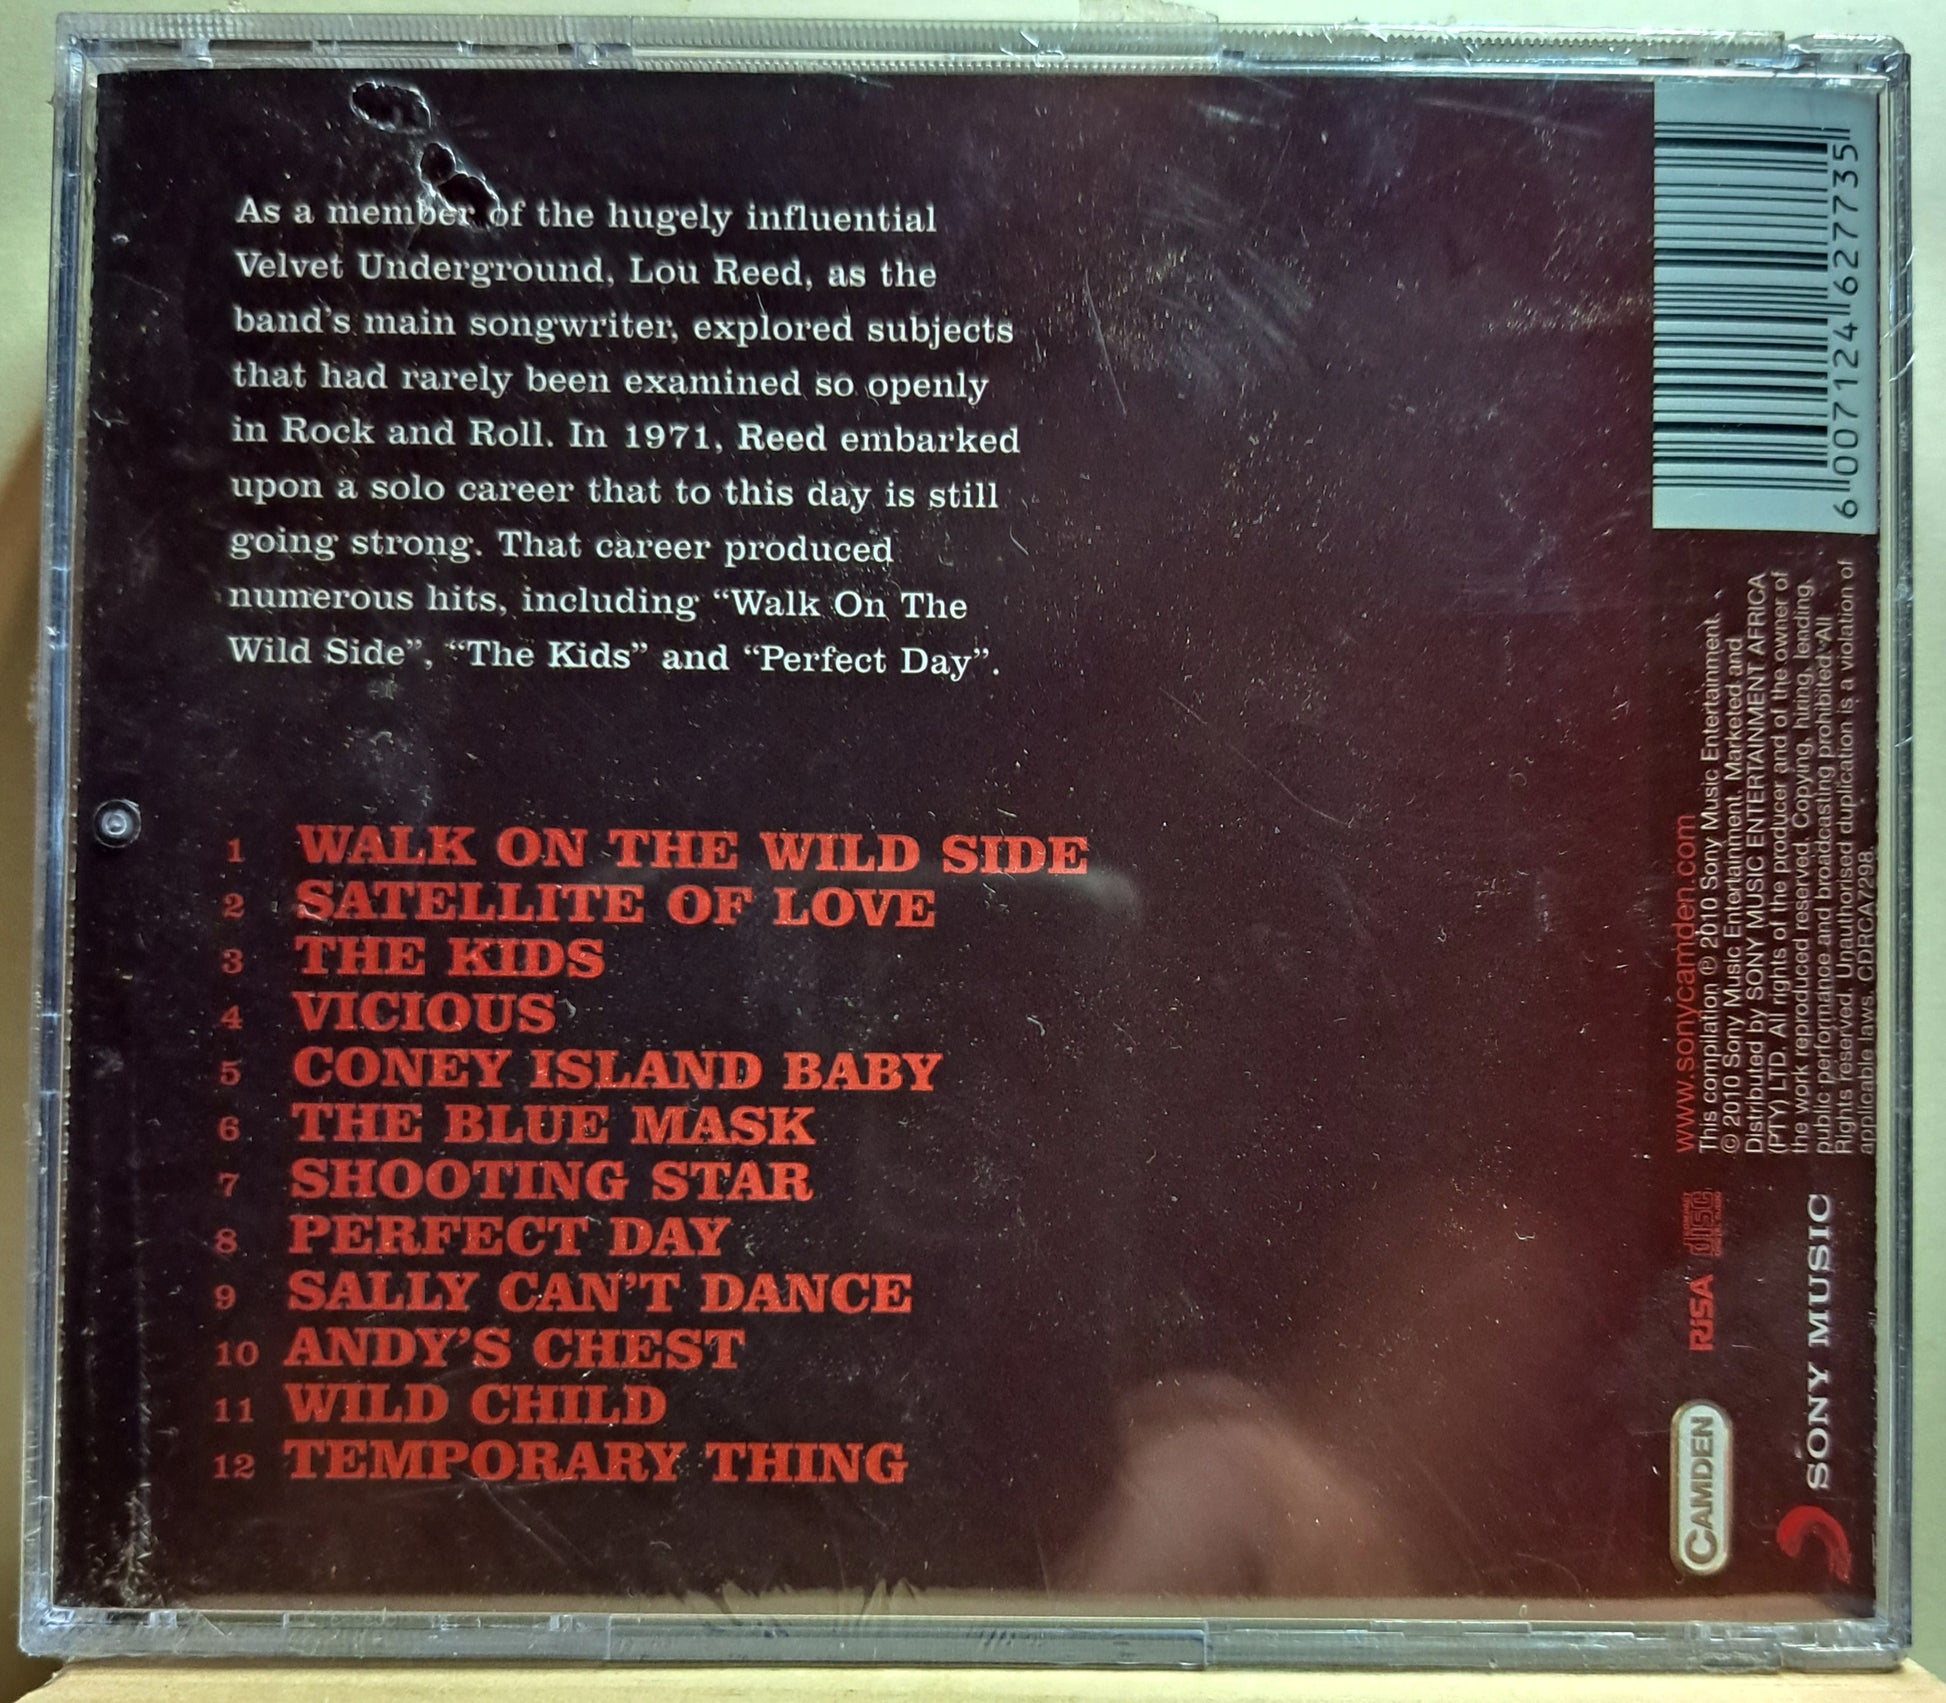 As a member of the hugely influential
Velvet Underground, Lou Reed, as the
band's main songwriter, explored subjects
that had rarely been examined so openly
in Rock and Roll. In 1971, Reed embarked
upon a solo career that to this day is still
going strong. That career produced
numerous hits, including “Walk On The
Wild Side”, “The Kids” and “Perfect Day”.
1 WALK ON THE WILD SIDE
2 SATELLITE OF LOVE
3 THE KIDS
4 VICIOUS
5 CONEY ISLAND BABY
6 THE BLUE MASK
7 SHOOTING STAR
8 PERFECT DAY
9 SALLY CAN'T DANCE
10 ANDY'S CHEST
11 WILD CHILD
12 TEMPORARY THING
6 007124 627735
www.sonycamden.com
This compilation ℗ 2010 Sony Music Entertainment.
© 2010 Sony Music Entertainment. Marketed and
Distributed by SONY MUSIC ENTERTAINMENT AFRICA
(PTY) LTD. All rights of the producer and of the owner of
the work reproduced reserved. Copying, hiring, lending,
public performance and broadcasting prohibited. All
Rights reserved. Unauthorised duplication is a violation of
applicable laws. CDRCA7298
COMPACT
disc
DIGITAL AUDIO
RiSA
CAMDEN
SONY MUSIC